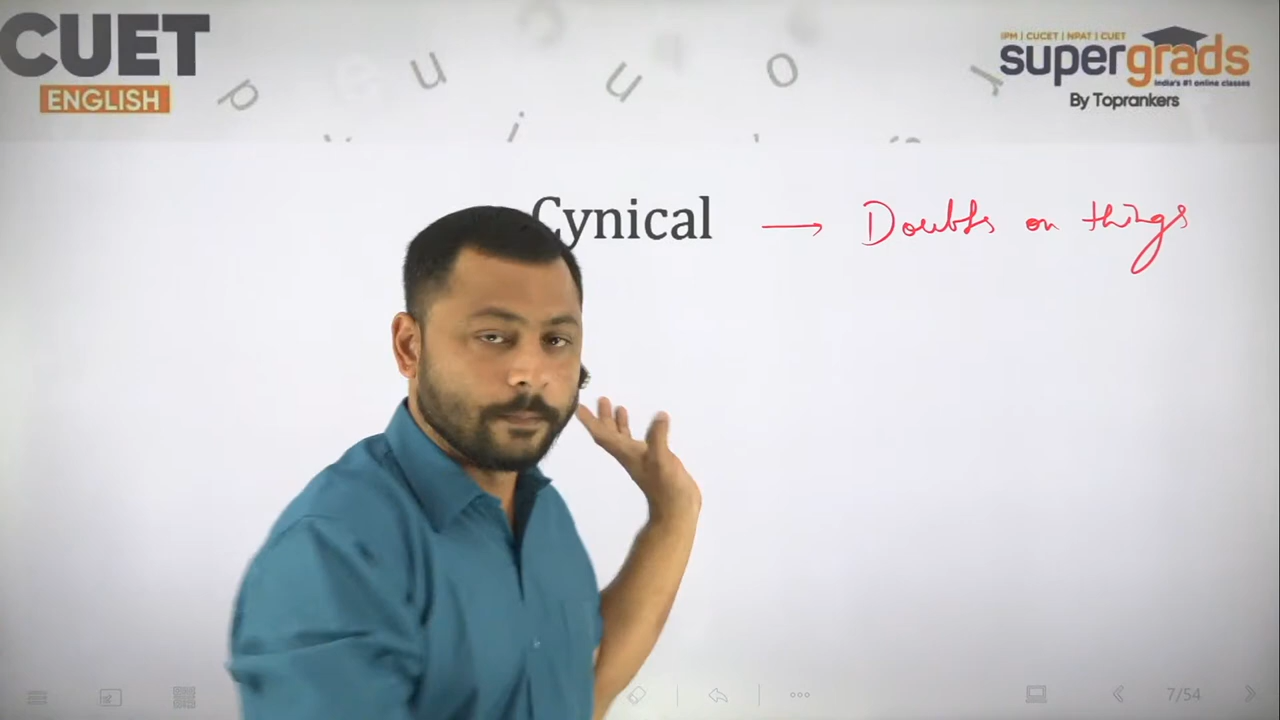 CUET
ENGLISH
IPM | CUCET | NPAT | CUET
supergrads
India's #1 online classes
By Toprankers
p u u o r
i
Cynical → Doubts on things
7/54